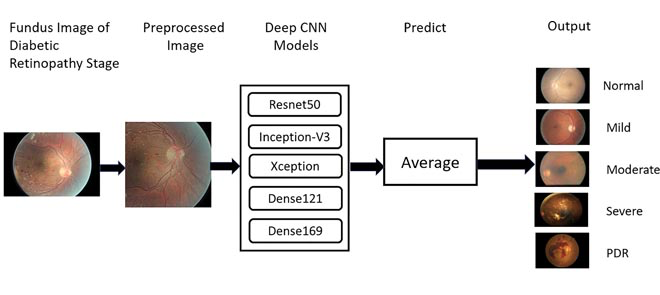 Fundus Image of
Diabetic
Retinopathy Stage
Preprocessed
Image
Deep CNN
Models
Predict
Output
Resnet50
Inception-V3
Xception
Dense121
Dense169
Average
Normal
Mild
Moderate
Severe
PDR